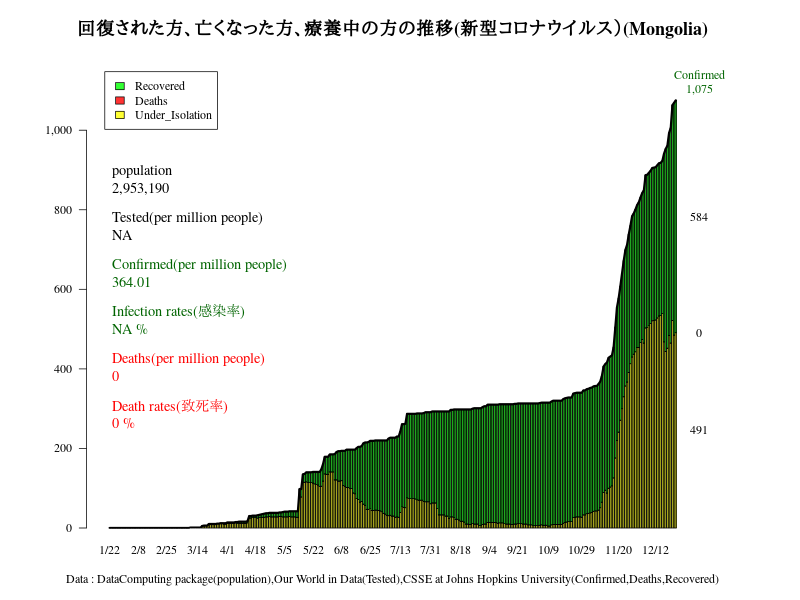 回復された方、亡くなった方、療養中の方の推移(新型コロナウイルス）(Mongolia)
Confirmed
1,075
Recovered
Deaths
Under_Isolation
population
2,953,190
Tested(per million people)
NA
Confirmed(per million people)
364.01
Infection rates(感染率)
NA %
Deaths(per million people)
0
Death rates(致死率)
0 %
1,000
800
600
400
200
0
584
0
491
1/22 2/8 2/25 3/14 4/1 4/18 5/5 5/22 6/8 6/25 7/13 7/31 8/18 9/4 9/21 10/9 10/29 11/20 12/12
Data : DataComputing package(population),Our World in Data(Tested),CSSE at Johns Hopkins University(Confirmed,Deaths,Recovered)